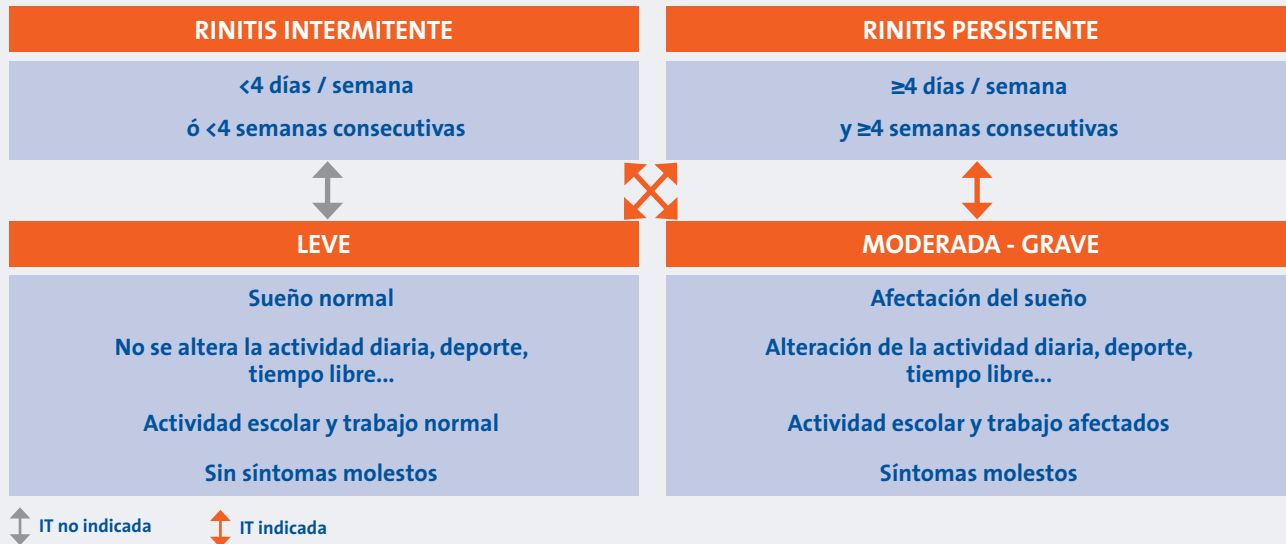 RINITIS INTERMITENTE
<4 días / semana
ó <4 semanas consecutivas
RINITIS PERSISTENTE
≥4 días / semana
y ≥4 semanas consecutivas
LEVE
Sueño normal
No se altera la actividad diaria, deporte,
tiempo libre...
Actividad escolar y trabajo normal
Sin síntomas molestos
MODERADA - GRAVE
Afectación del sueño
Alteración de la actividad diaria, deporte,
tiempo libre...
Actividad escolar y trabajo afectados
Síntomas molestos
IT no indicada
IT indicada